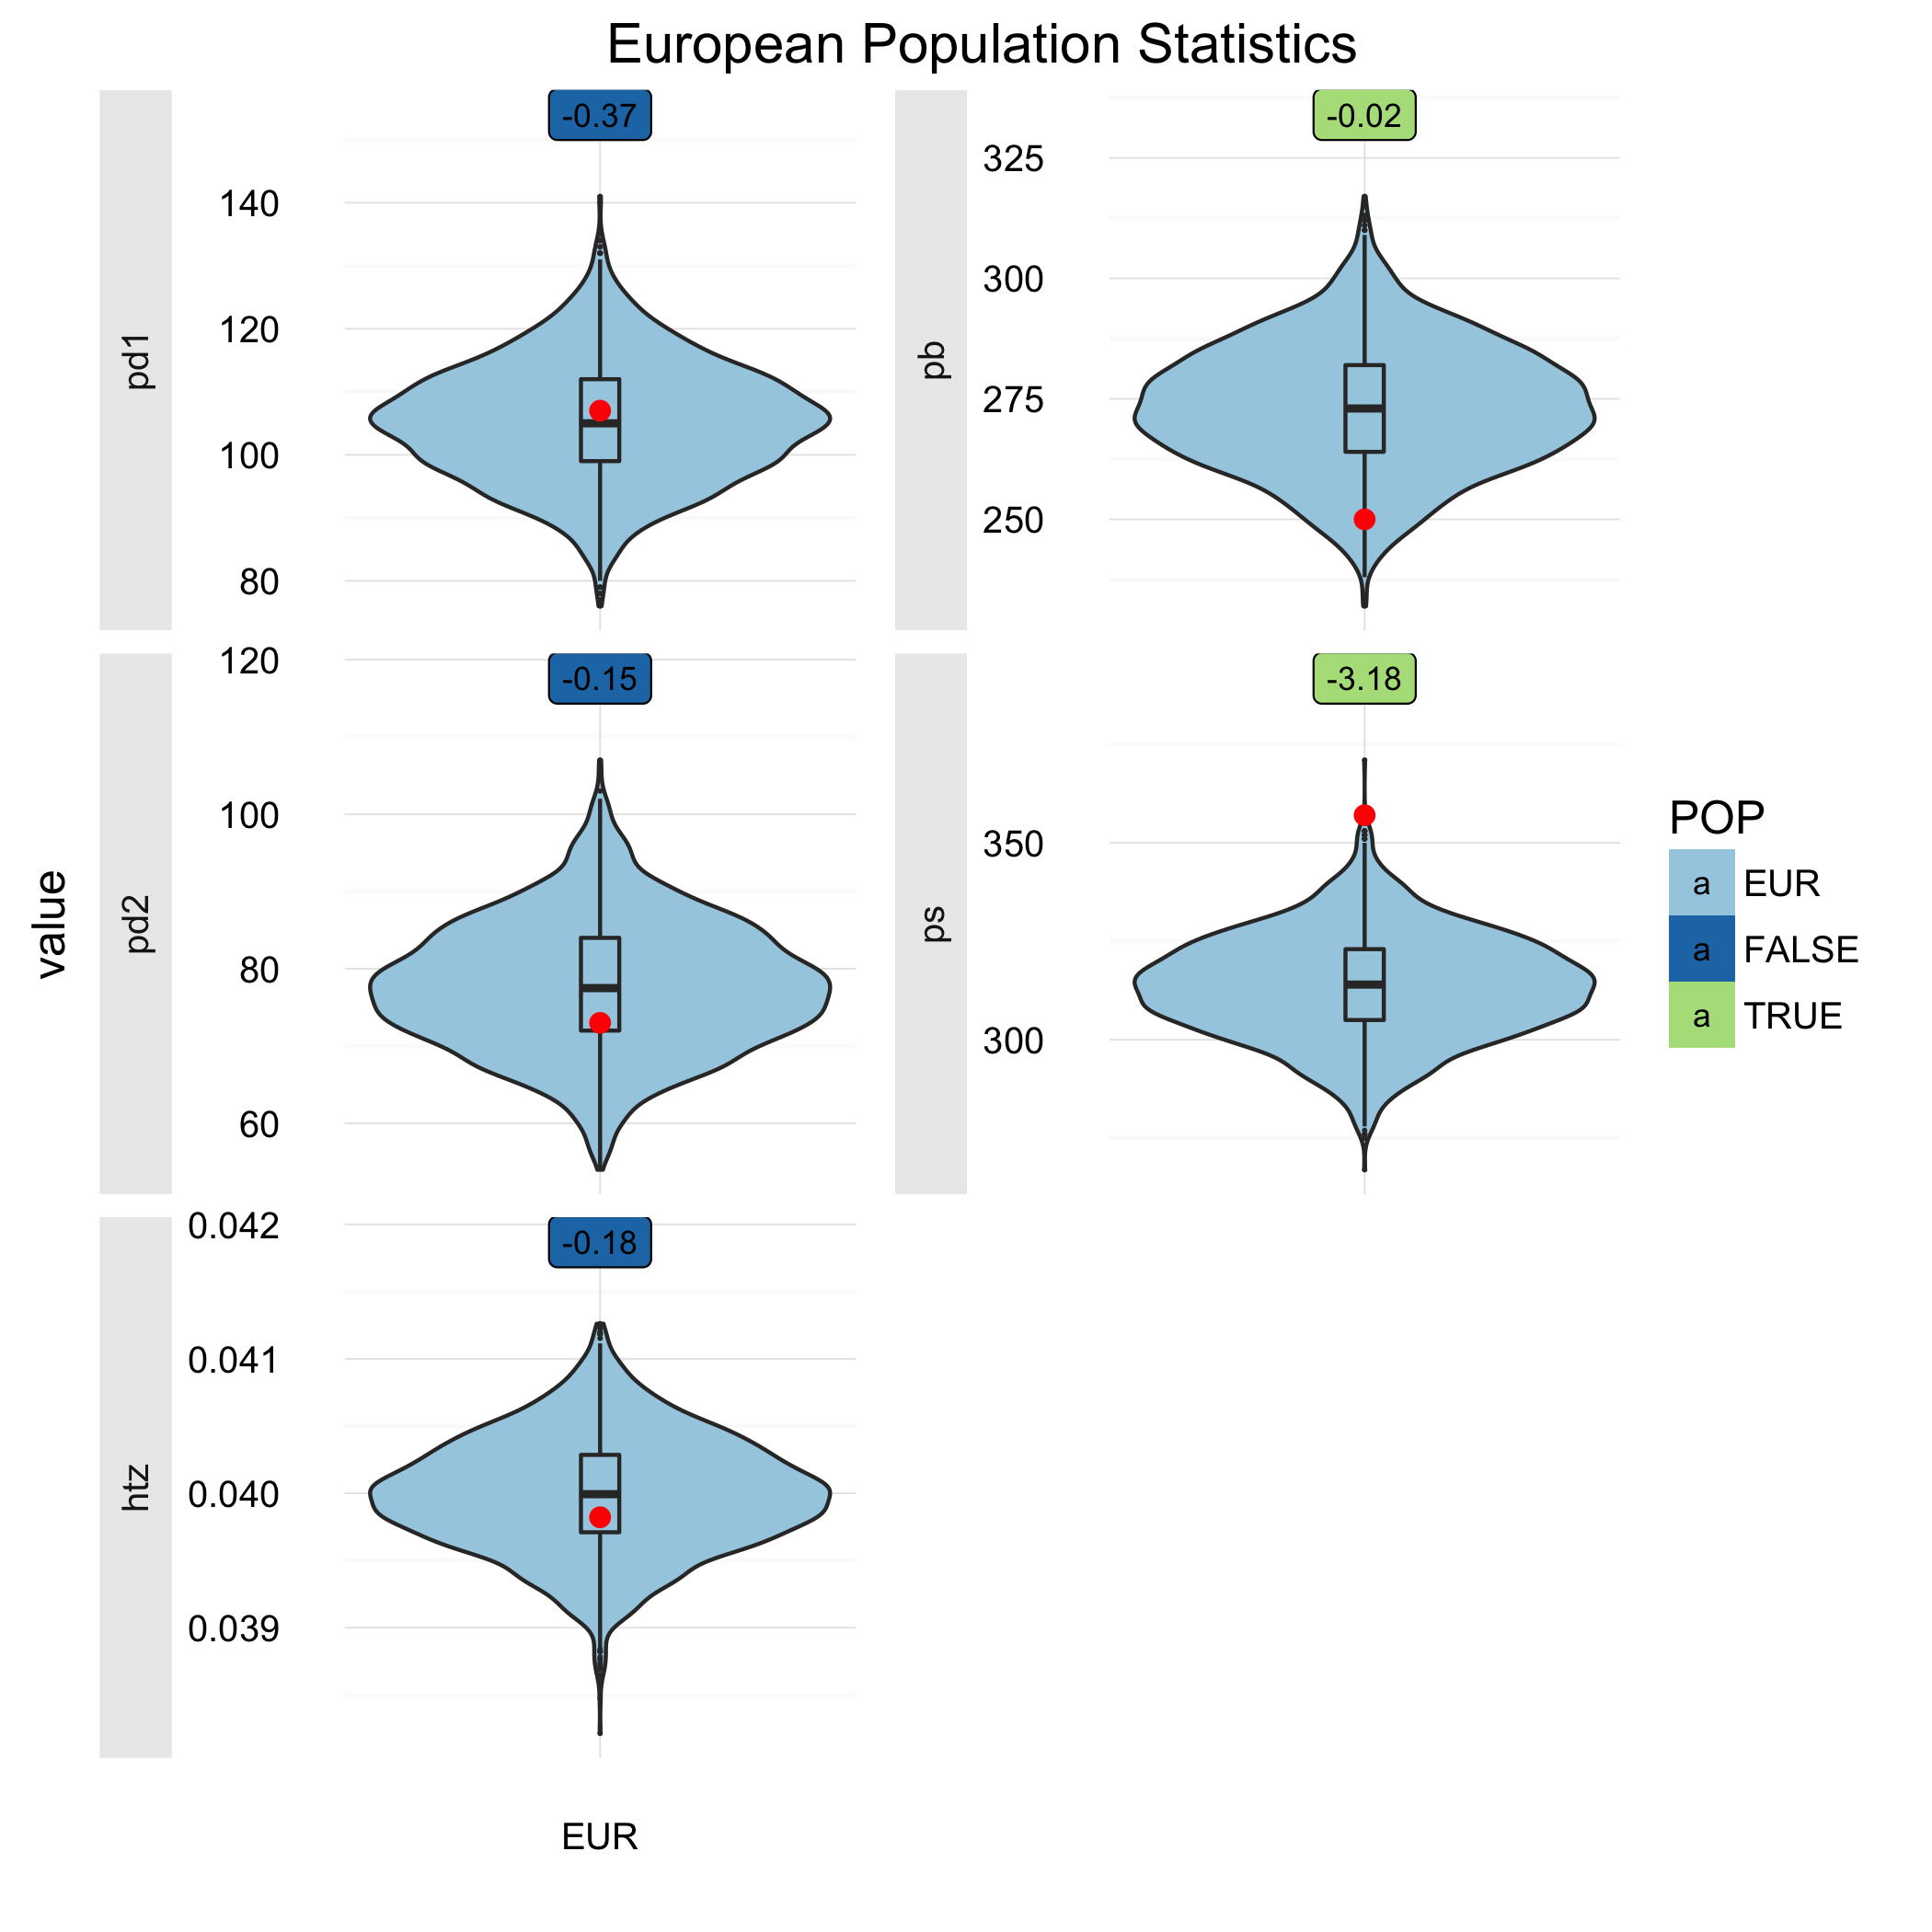 European Population Statistics
pd1
-0.37
140
120
100
80
pb
-0.02
325
300
275
250
value
pd2
-0.15
120
100
80
60
ps
-3.18
350
300
htz
-0.18
0.042
0.041
0.040
0.039
EUR
POP
a EUR
a FALSE
a TRUE